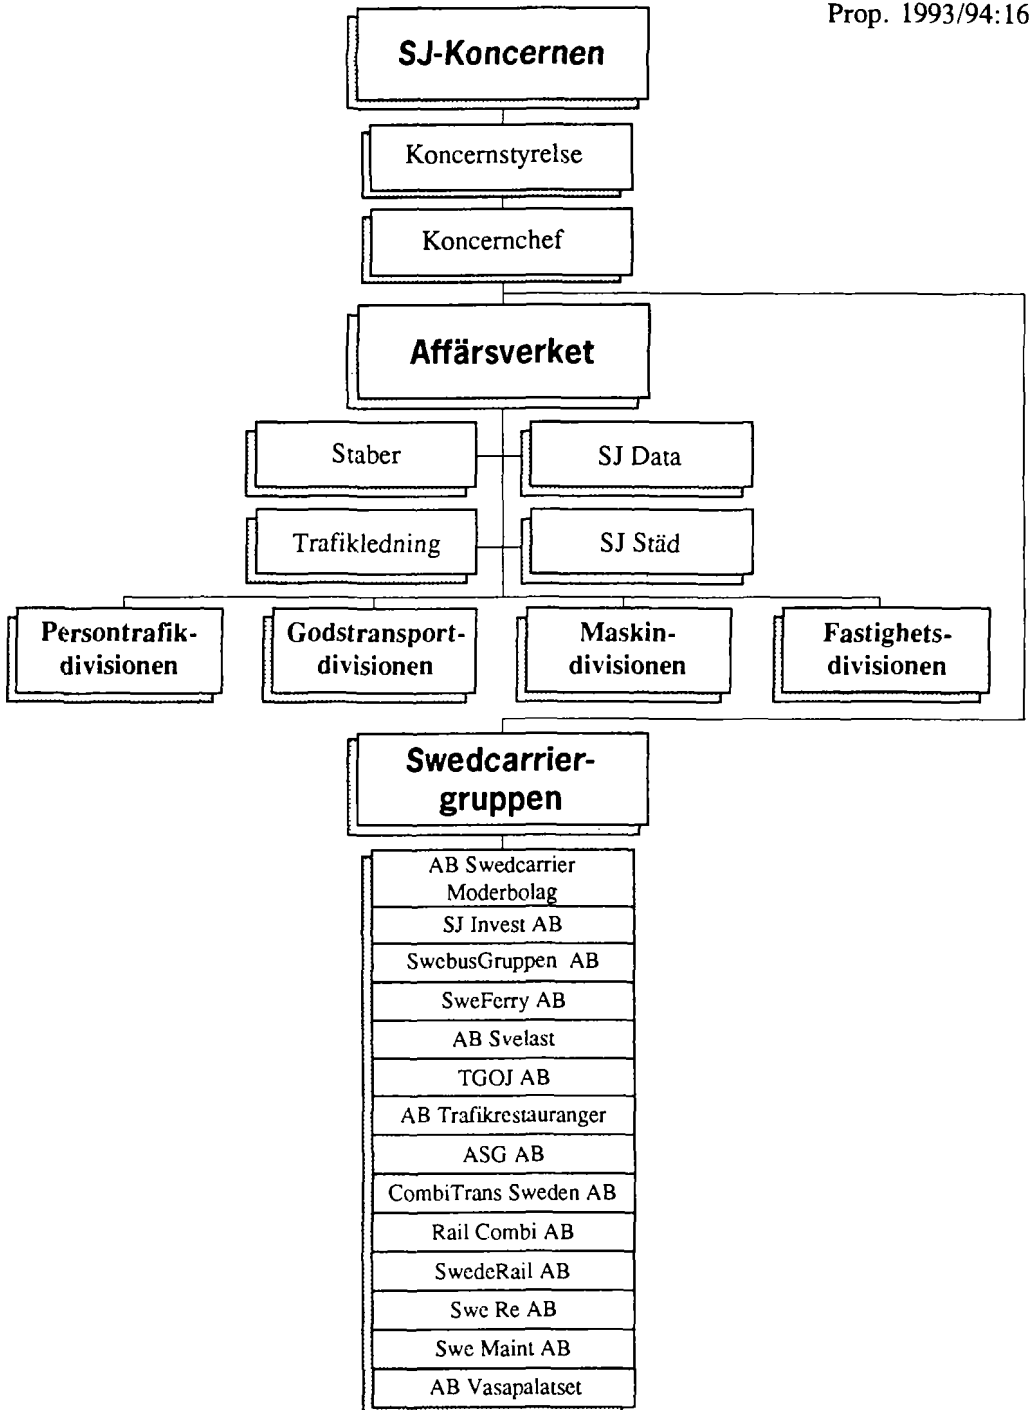 Prop. 1993/94:16
SJ-Koncernen
Koncernstyrelse
Koncernchef
Affärsverket
Staber
SJ Data
Trafikledning
SJ Städ
Persontrafik-
divisionen
Godstransport-
divisionen
Maskin-
divisionen
Fastighets-
divisionen
Swedcarrier-
gruppen
AB Swedcarrier
Moderbolag
SJ Invest AB
SwebusGruppen AB
SweFerry AB
AB Svelast
TGOJ AB
AB Trafikrestauranger
ASG AB
CombiTrans Sweden AB
Rail Combi AB
SwedeRail AB
Swe Re AB
Swe Maint AB
AB Vasapalatset